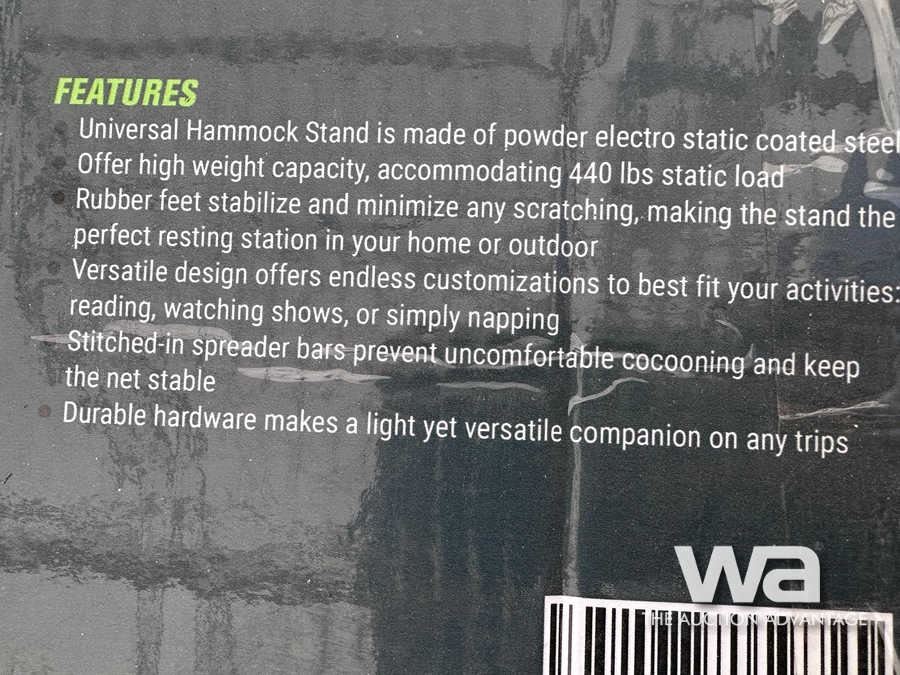 FEATURES
Universal Hammock Stand is made of powder electro static coated steel
Offer high weight capacity, accommodating 440 lbs static load
Rubber feet stabilize and minimize any scratching, making the stand the
perfect resting station in your home or outdoor
Versatile design offers endless customizations to best fit your activities:
reading, watching shows, or simply napping
Stitched-in spreader bars prevent uncomfortable cocooning and keep
the net stable
Durable hardware makes a light yet versatile companion on any trips
wa
THE AUCTION ADVANTAGE